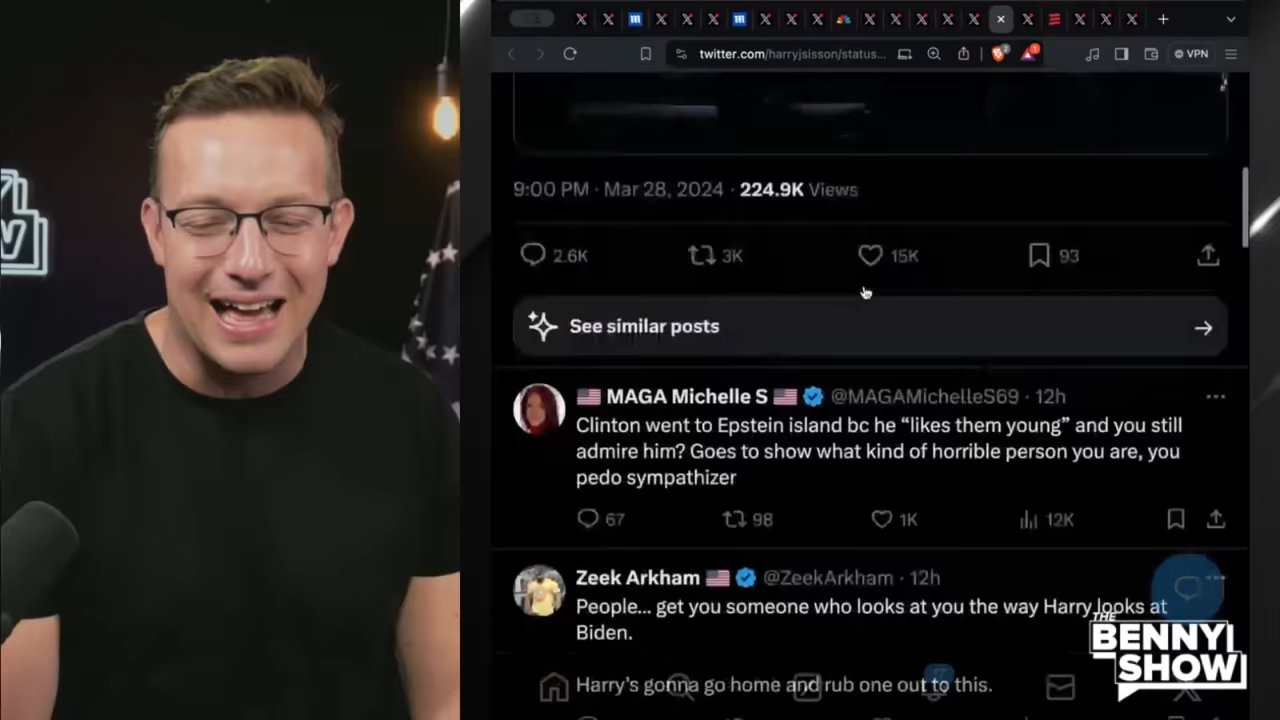 twitter.com/harryjsisson/status...
VPN
9:00 PM · Mar 28, 2024 · 224.9K Views
2.6K 3K 15K 93
See similar posts
🇺🇸 MAGA Michelle S 🇺🇸 @MAGAMichelleS69 · 12h
Clinton went to Epstein island bc he “likes them young” and you still
admire him? Goes to show what kind of horrible person you are, you
pedo sympathizer
67 98 1K 12K
Zeek Arkham 🇺🇸 @ZeekArkham · 12h
People... get you someone who looks at you the way Harry looks at
Biden.
Harry’s gonna go home and rub one out to this.
THE
BENNY
SHOW